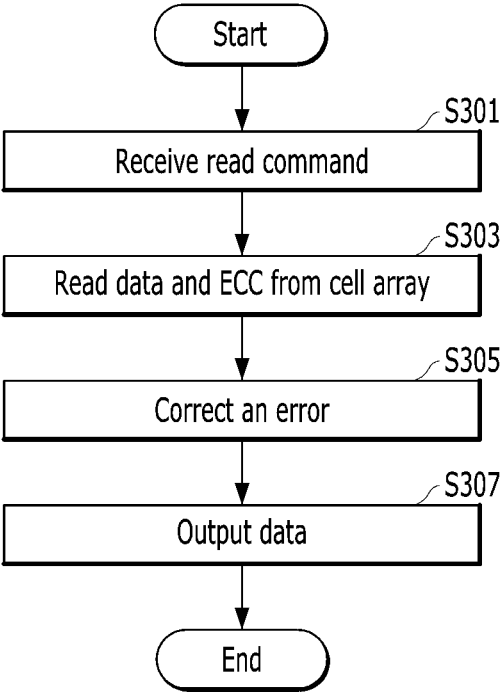 Start
S301
Receive read command
S303
Read data and ECC from cell array
S305
Correct an error
S307
Output data
End